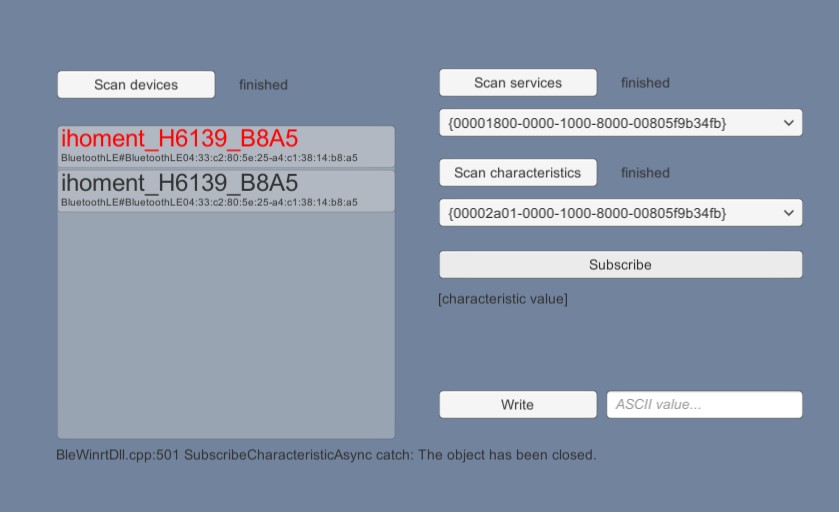 Scan devices finished
ihoment_H6139_B8A5
BluetoothLE#BluetoothLE04:33:c2:80:5e:25-a4:c1:38:14:b8:a5
ihoment_H6139_B8A5
BluetoothLE#BluetoothLE04:33:c2:80:5e:25-a4:c1:38:14:b8:a5
Scan services finished
{00001800-0000-1000-8000-00805f9b34fb}
Scan characteristics finished
{00002a01-0000-1000-8000-00805f9b34fb}
Subscribe
[characteristic value]
Write ASCII value...
BleWinrtDll.cpp:501 SubscribeCharacteristicAsync catch: The object has been closed.